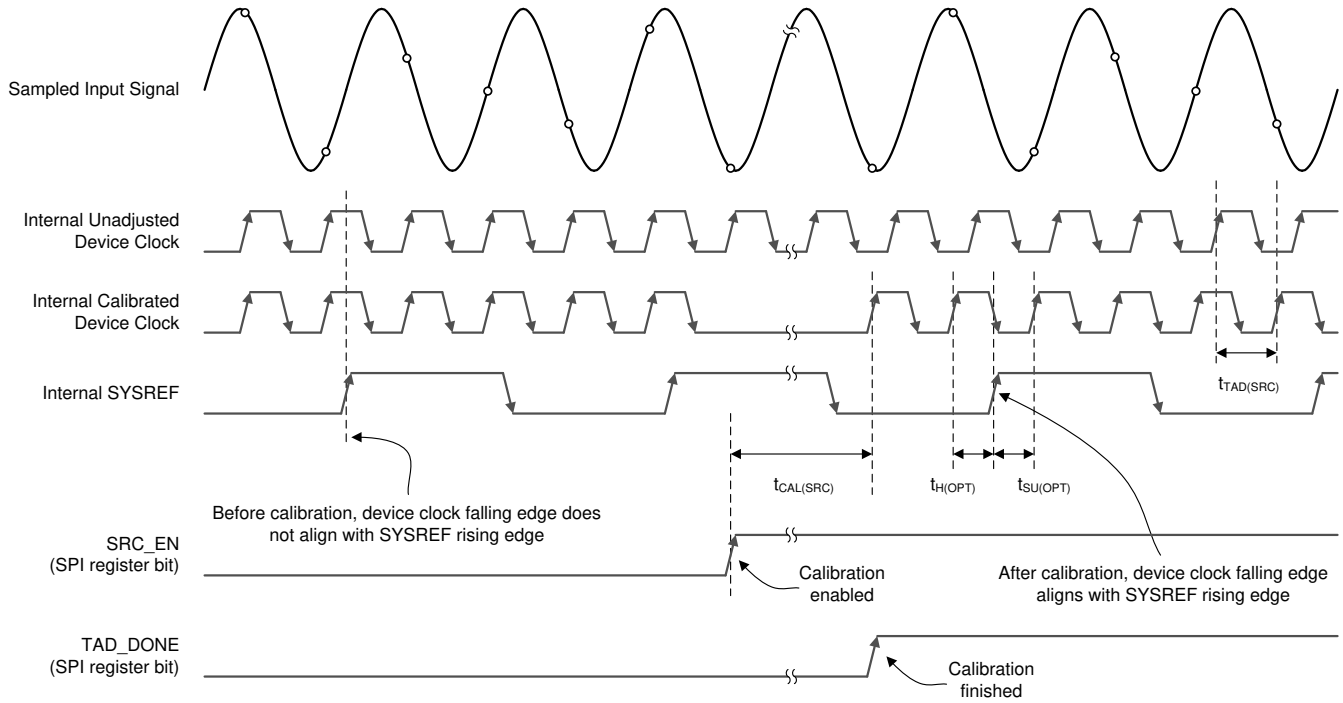 Sampled Input Signal
Internal Unadjusted
Device Clock
Internal Calibrated
Device Clock
tTAD(SRC)
Internal SYSREF
tCAL(SRC)
tH(OPT)
tSU(OPT)
Before calibration, device clock falling edge does
not align with SYSREF rising edge
SRC_EN
(SPI register bit)
Calibration
enabled
After calibration, device clock falling edge
aligns with SYSREF rising edge
TAD_DONE
(SPI register bit)
Calibration
finished